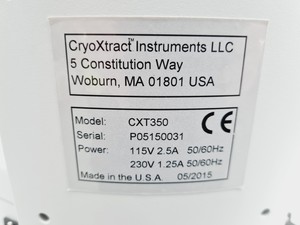 CryoXtract™ Instruments LLC
5 Constitution Way
Woburn, MA 01801 USA
Model: CXT350
Serial: P05150031
Power: 115V 2.5A 50/60Hz
230V 1.25A 50/60Hz
Made in the U.S.A. 05/2015
CE